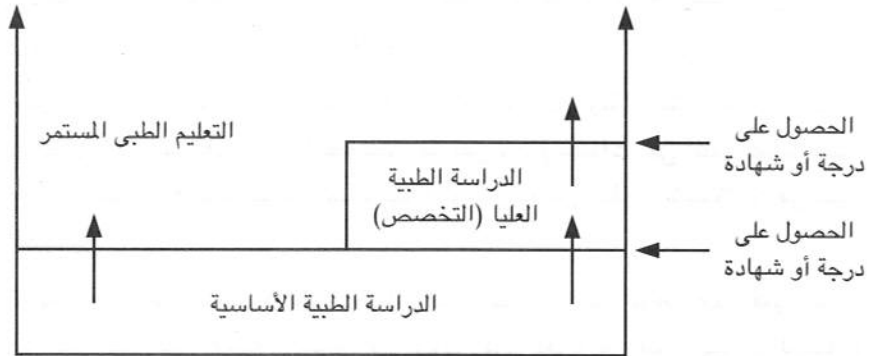 الحصول على
درجة أو شهادة
التعليم الطبى المستمر
الدراسة الطبية
العليا (التخصص)
الحصول على
درجة أو شهادة
الدراسة الطبية الأساسية